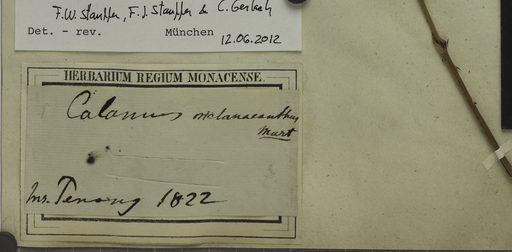 F.W. Stauffer, F.J. Stauffer & C. Gerlach
Det. - rev. München 12.06.2012
HERBARIUM REGIUM MONACENSE.
Calamus melanacanthus
Mart
Ins. Penang 1822